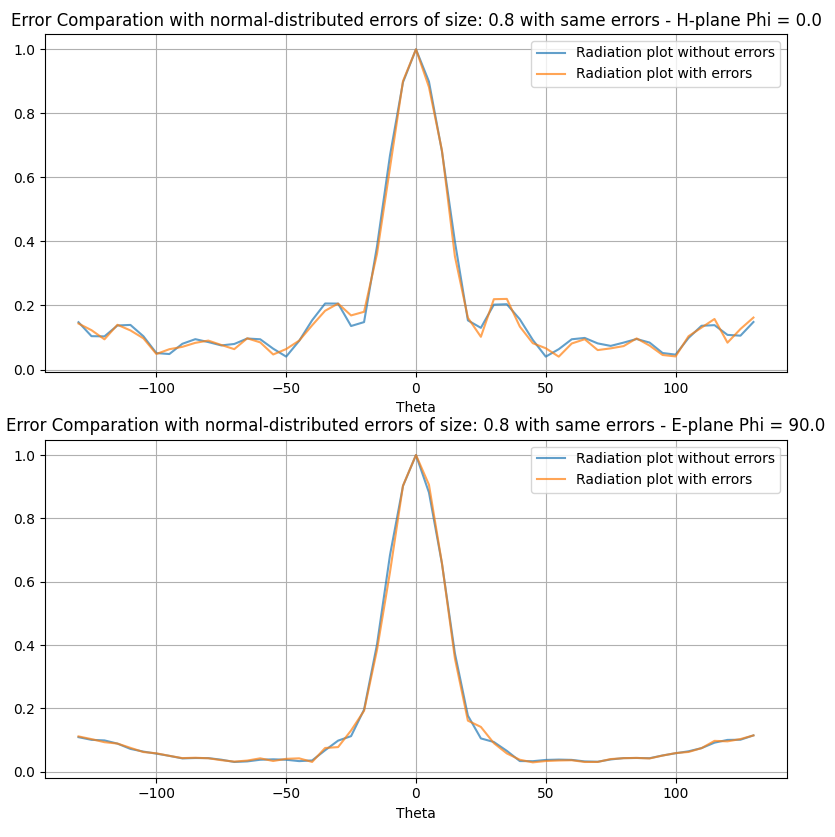 Error Comparation with normal-distributed errors of size: 0.8 with same errors - H-plane Phi = 0.0
Radiation plot without errors
Radiation plot with errors
1.0
0.8
0.6
0.4
0.2
0.0
−100
−50
0
50
100
Theta
Error Comparation with normal-distributed errors of size: 0.8 with same errors - E-plane Phi = 90.0
Radiation plot without errors
Radiation plot with errors
1.0
0.8
0.6
0.4
0.2
0.0
−100
−50
0
50
100
Theta